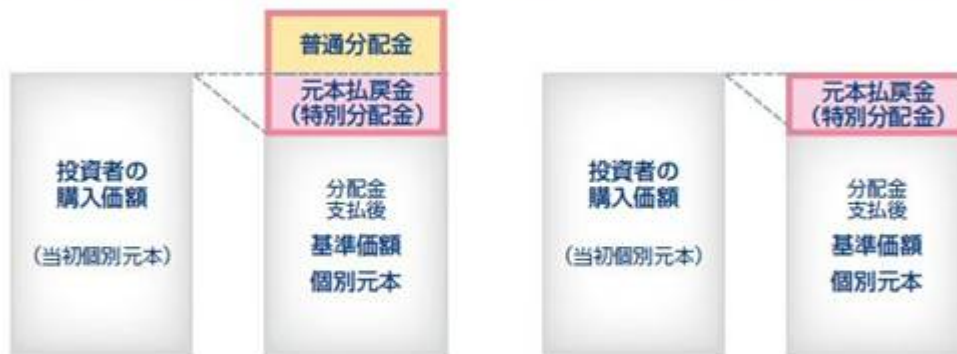 普通分配金
元本払戻金
（特別分配金）
投資者の
購入価額
（当初個別元本）
分配金
支払後
基準価額
個別元本
元本払戻金
（特別分配金）
投資者の
購入価額
（当初個別元本）
分配金
支払後
基準価額
個別元本